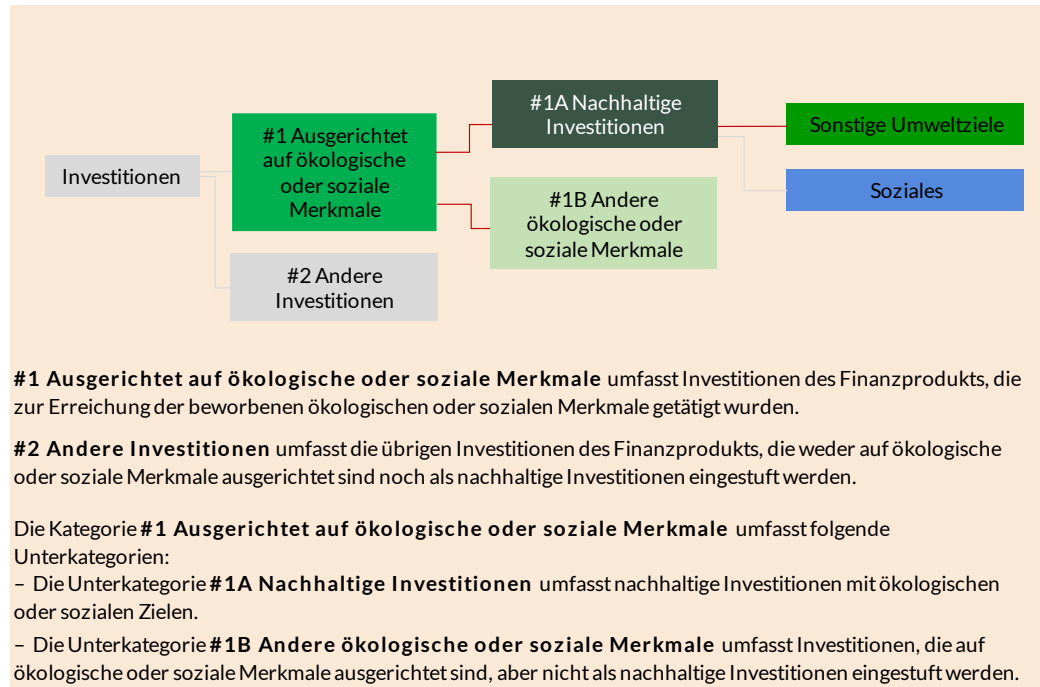 Investitionen
#1 Ausgerichtet
auf ökologische
oder soziale
Merkmale
#2 Andere
Investitionen
#1A Nachhaltige
Investitionen
#1B Andere
ökologische oder
soziale Merkmale
Sonstige Umweltziele
Soziales
#1 Ausgerichtet auf ökologische oder soziale Merkmale umfasst Investitionen des Finanzprodukts, die
zur Erreichung der beworbenen ökologischen oder sozialen Merkmale getätigt wurden.
#2 Andere Investitionen umfasst die übrigen Investitionen des Finanzprodukts, die weder auf ökologische
oder soziale Merkmale ausgerichtet sind noch als nachhaltige Investitionen eingestuft werden.
Die Kategorie #1 Ausgerichtet auf ökologische oder soziale Merkmale umfasst folgende
Unterkategorien:
– Die Unterkategorie #1A Nachhaltige Investitionen umfasst nachhaltige Investitionen mit ökologischen
oder sozialen Zielen.
– Die Unterkategorie #1B Andere ökologische oder soziale Merkmale umfasst Investitionen, die auf
ökologische oder soziale Merkmale ausgerichtet sind, aber nicht als nachhaltige Investitionen eingestuft werden.